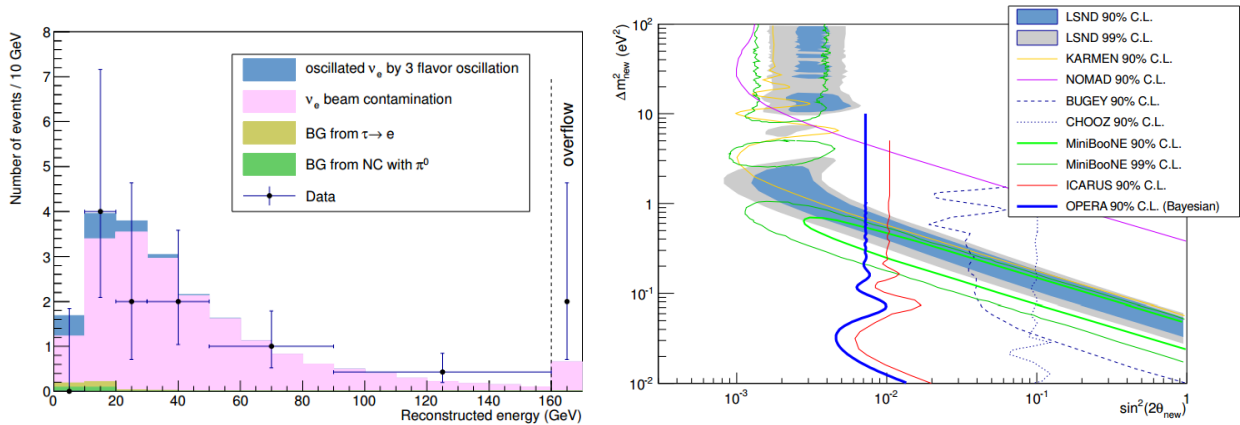 Number of events / 10 GeV
8
7
6
5
4
3
2
1
0
0
20
40
60
80
100
120
140
160
Reconstructed energy (GeV)
oscillated νe by 3 flavor oscillation
νe beam contamination
BG from τ→ e
BG from NC with π⁰
Data
overflow
Δm²new (eV²)
10²
10
1
10⁻¹
10⁻²
10⁻³
10⁻²
10⁻¹
1
sin²(2θnew)
LSND 90% C.L.
LSND 99% C.L.
KARMEN 90% C.L.
NOMAD 90% C.L.
BUGEY 90% C.L.
CHOOZ 90% C.L.
MiniBooNE 90% C.L.
MiniBooNE 99% C.L.
ICARUS 90% C.L.
OPERA 90% C.L. (Bayesian)